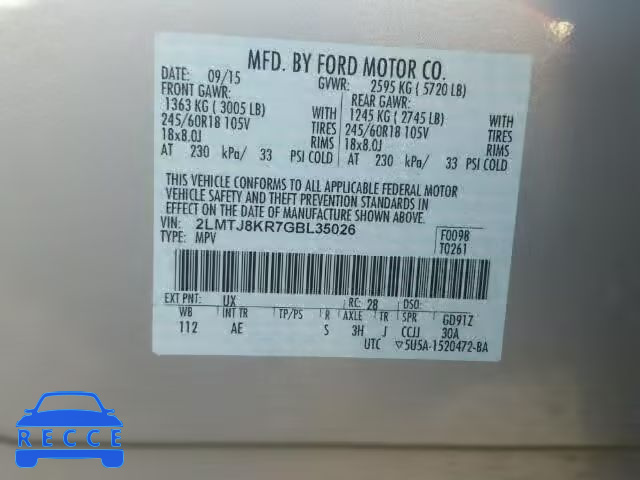 MFD. BY FORD MOTOR CO.
DATE: 09/15 GVWR: 2595 KG ( 5720 LB)
FRONT GAWR: REAR GAWR:
1363 KG ( 3005 LB) WITH 1245 KG ( 2745 LB) WITH
245/60R18 105V TIRES 245/60R18 105V TIRES
18x8.0J RIMS 18x8.0J RIMS
AT 230 kPa/ 33 PSI COLD AT 230 kPa/ 33 PSI COLD
THIS VEHICLE CONFORMS TO ALL APPLICABLE FEDERAL MOTOR
VEHICLE SAFETY AND THEFT PREVENTION STANDARDS IN
EFFECT ON THE DATE OF MANUFACTURE SHOWN ABOVE.
VIN: 2LMTJ8KR7GBL35026 F0098
TYPE: MPV T0261
EXT PNT: UX RC: 28 DSO:
WB INT TR TP/PS R AXLE TR SPR GD91Z
112 AE S 3H J CCJJ 30A
UTC ▽5U5A-1520472-BA
RECCE